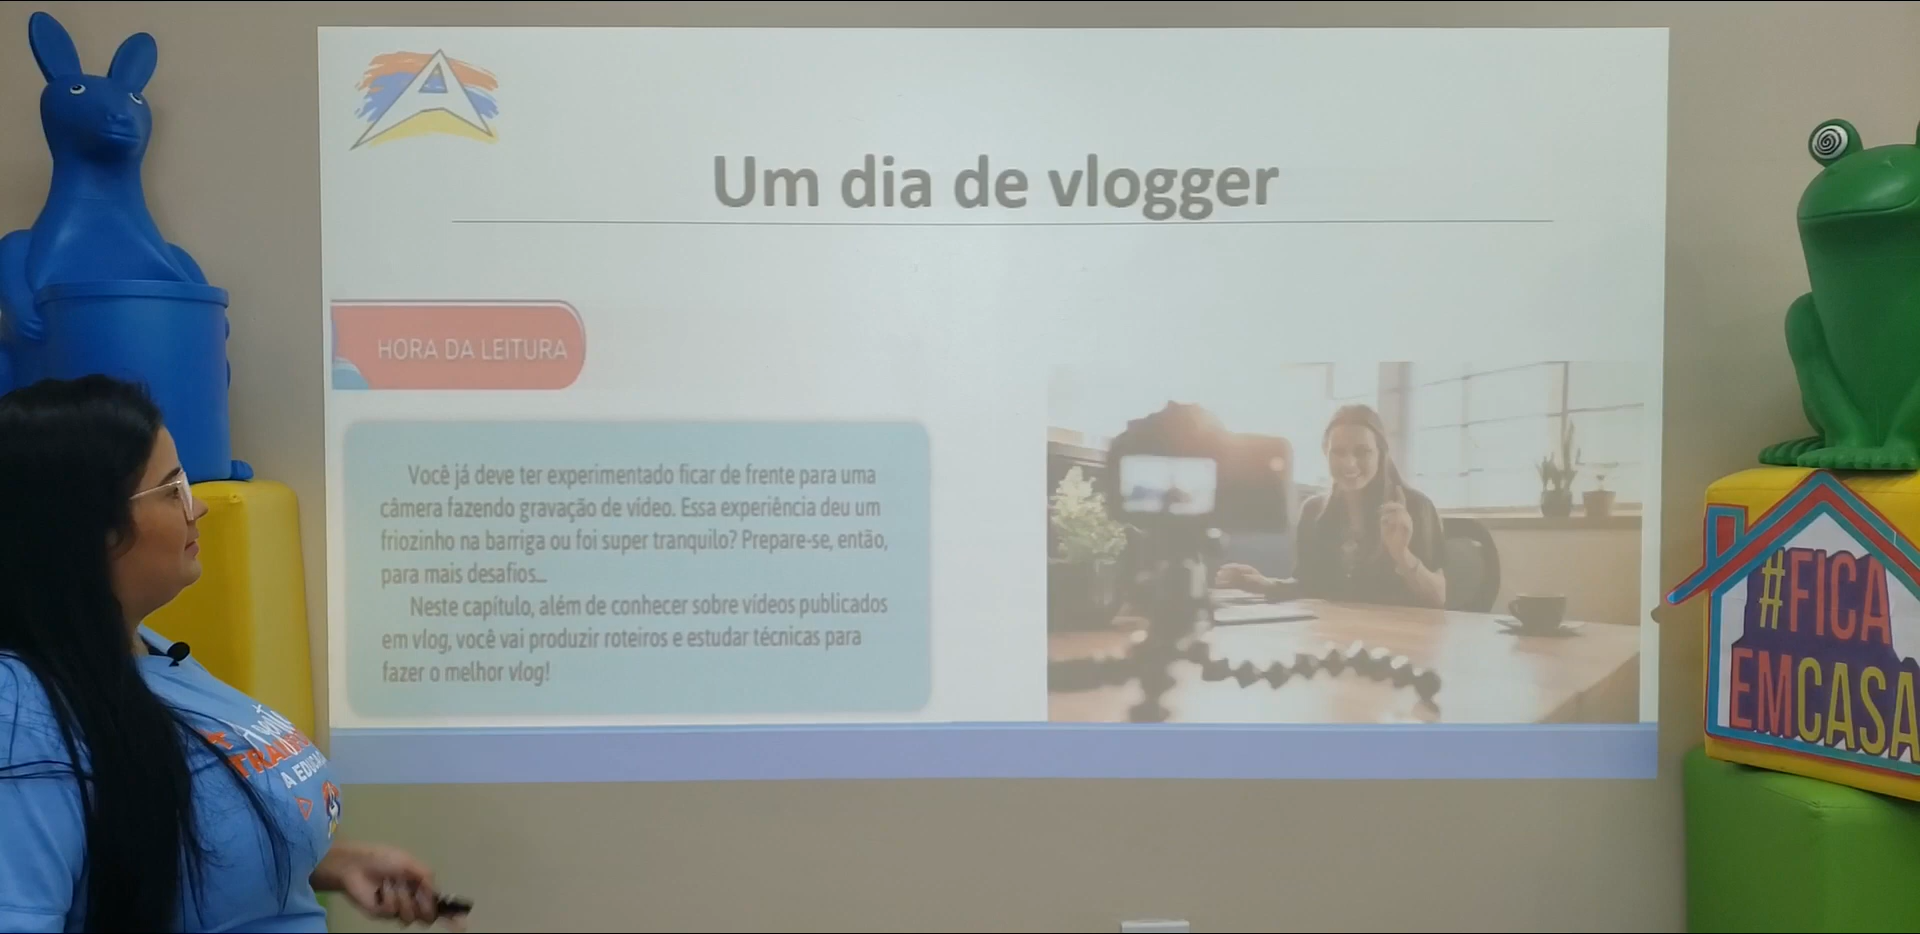 Um dia de vlogger
HORA DA LEITURA
Você já deve ter experimentado ficar de frente para uma
câmera fazendo gravação de vídeo. Essa experiência deu um
friozinho na barriga ou foi super tranquilo? Prepare-se, então,
para mais desafios...
Neste capítulo, além de conhecer sobre vídeos publicados
em vlog, você vai produzir roteiros e estudar técnicas para
fazer o melhor vlog!
#FICA
EMCASA